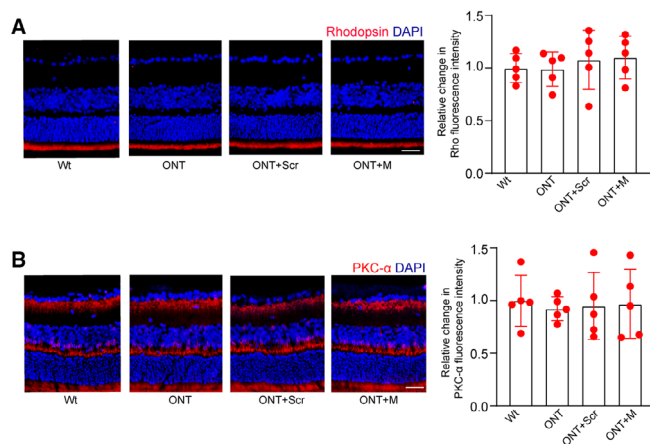 A
Rhodopsin DAPI
Wt
ONT
ONT+Scr
ONT+M
Relative change in
Rho fluorescence intensity
1.5
1.0
0.5
0.0
Wt
ONT
ONT+Scr
ONT+M
B
PKC-α DAPI
Wt
ONT
ONT+Scr
ONT+M
Relative change in
PKC-α fluorescence intensity
1.5
1.0
0.5
0.0
Wt
ONT
ONT+Scr
ONT+M